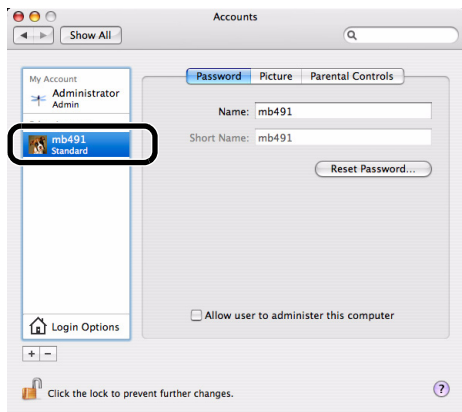 Accounts
Show All
My Account
Administrator
Admin
mb491
Standard
Login Options
+ −
Password Picture Parental Controls
Name: mb491
Short Name: mb491
Reset Password...
Allow user to administer this computer
Click the lock to prevent further changes.
?